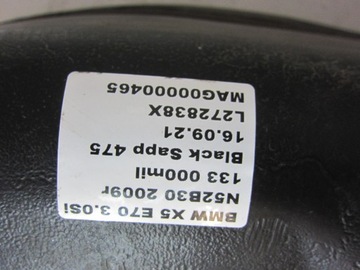 BMW X5 E70 3.0Si
N52B30 2009r
133 000mil
Black Sapp 475
16.09.21
L272838X
MAG00000465